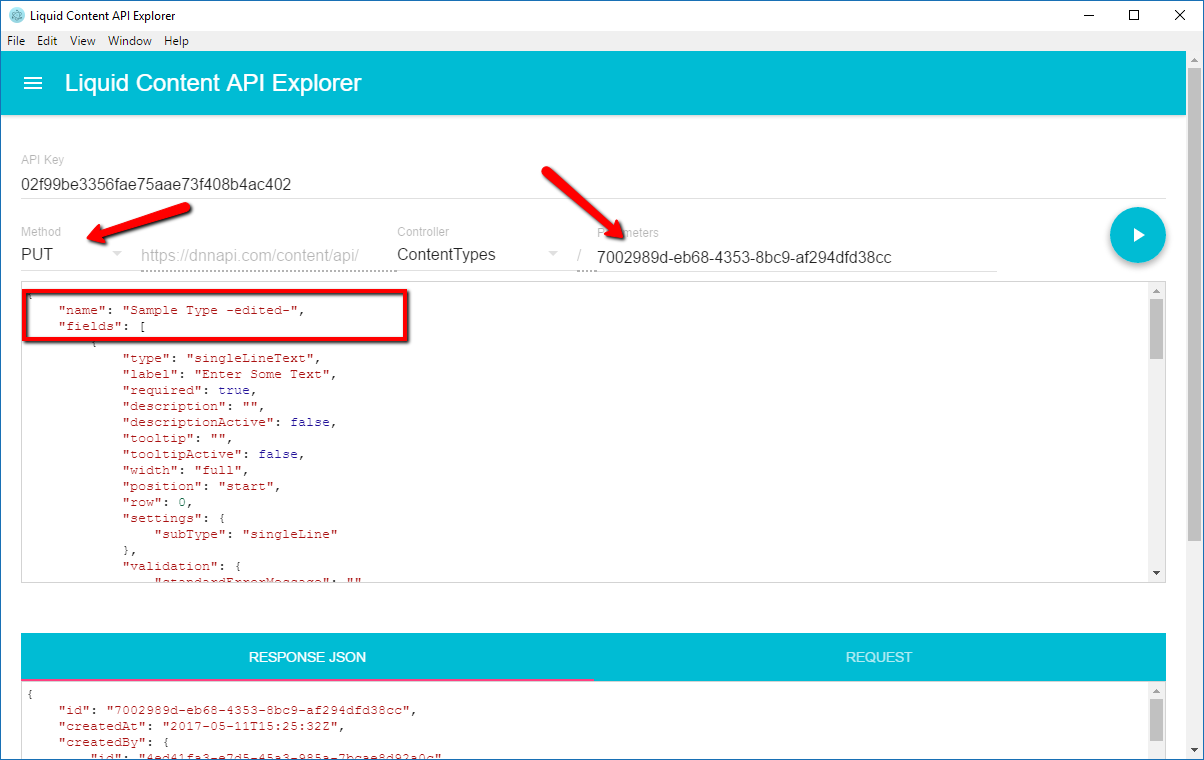 Liquid Content API Explorer
File Edit View Window Help
Liquid Content API Explorer
API Key
02f99be3356fae75aae73f408b4ac402
Method Controller
PUT https://dnnapi.com/content/api/ ContentTypes / 7002989d-eb68-4353-8bc9-af294dfd38cc
{
"name": "Sample Type -edited-",
"fields": [
{
"type": "singleLineText",
"label": "Enter Some Text",
"required": true,
"description": "",
"descriptionActive": false,
"tooltip": "",
"tooltipActive": false,
"width": "full",
"position": "start",
"row": 0,
"settings": {
"subType": "singleLine"
},
"validation": {
"standardErrorMessage": ""
RESPONSE JSON REQUEST
{
"id": "7002989d-eb68-4353-8bc9-af294dfd38cc",
"createdAt": "2017-05-11T15:25:32Z",
"createdBy": {
"id":